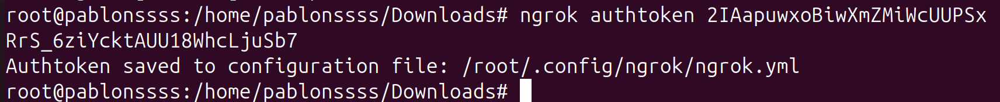 root@pablonssss:/home/pablonssss/Downloads# ngrok authtoken 2IAapuwxoBiwXmZMiWcUUPSx
RrS_6ziYcktAUU18WhcLjuSb7
Authtoken saved to configuration file: /root/.config/ngrok/ngrok.yml
root@pablonssss:/home/pablonssss/Downloads#